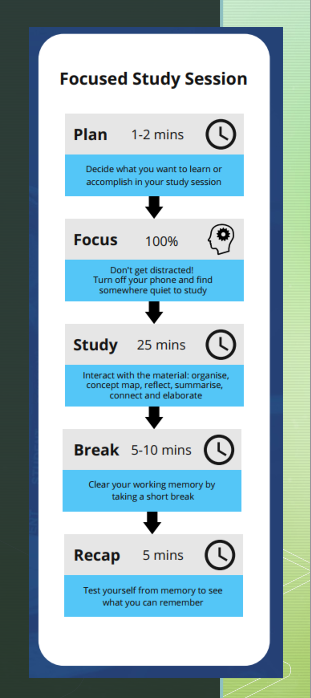 Focused Study Session
Plan 1-2 mins
Decide what you want to learn or
accomplish in your study session
Focus 100%
Don't get distracted!
Turn off your phone and find
somewhere quiet to study
Study 25 mins
Interact with the material: organise,
concept map, reflect, summarise,
connect and elaborate
Break 5-10 mins
Clear your working memory by
taking a short break
Recap 5 mins
Test yourself from memory to see
what you can remember